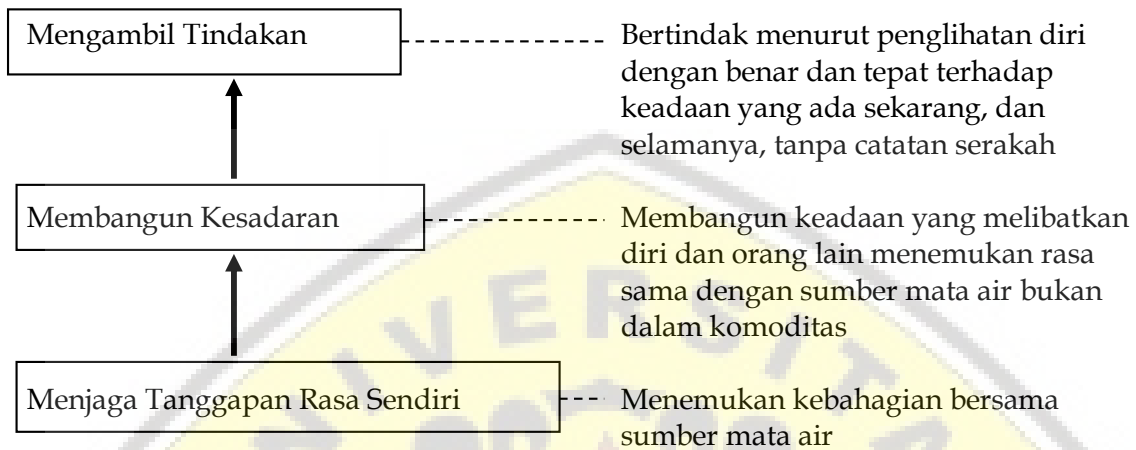 Mengambil Tindakan
Bertindak menurut penglihatan diri
dengan benar dan tepat terhadap
keadaan yang ada sekarang, dan
selamanya, tanpa catatan serakah
Membangun Kesadaran
Membangun keadaan yang melibatkan
diri dan orang lain menemukan rasa
sama dengan sumber mata air bukan
dalam komoditas
Menjaga Tanggapan Rasa Sendiri
Menemukan kebahagian bersama
sumber mata air
UNIVERSITA